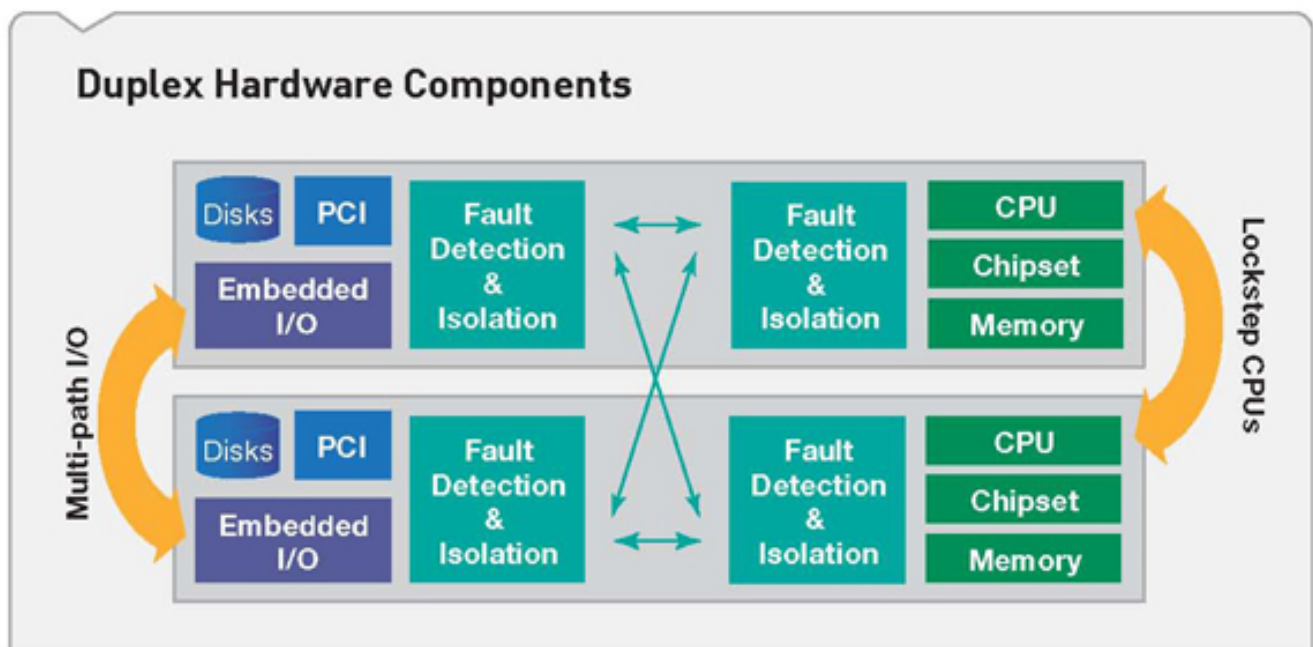 Duplex Hardware Components
Disks
PCI
Embedded
I/O
Fault
Detection
&
Isolation
Fault
Detection
&
Isolation
CPU
Chipset
Memory
Multi-path I/O
Lockstep CPUs
Disks
PCI
Embedded
I/O
Fault
Detection
&
Isolation
Fault
Detection
&
Isolation
CPU
Chipset
Memory